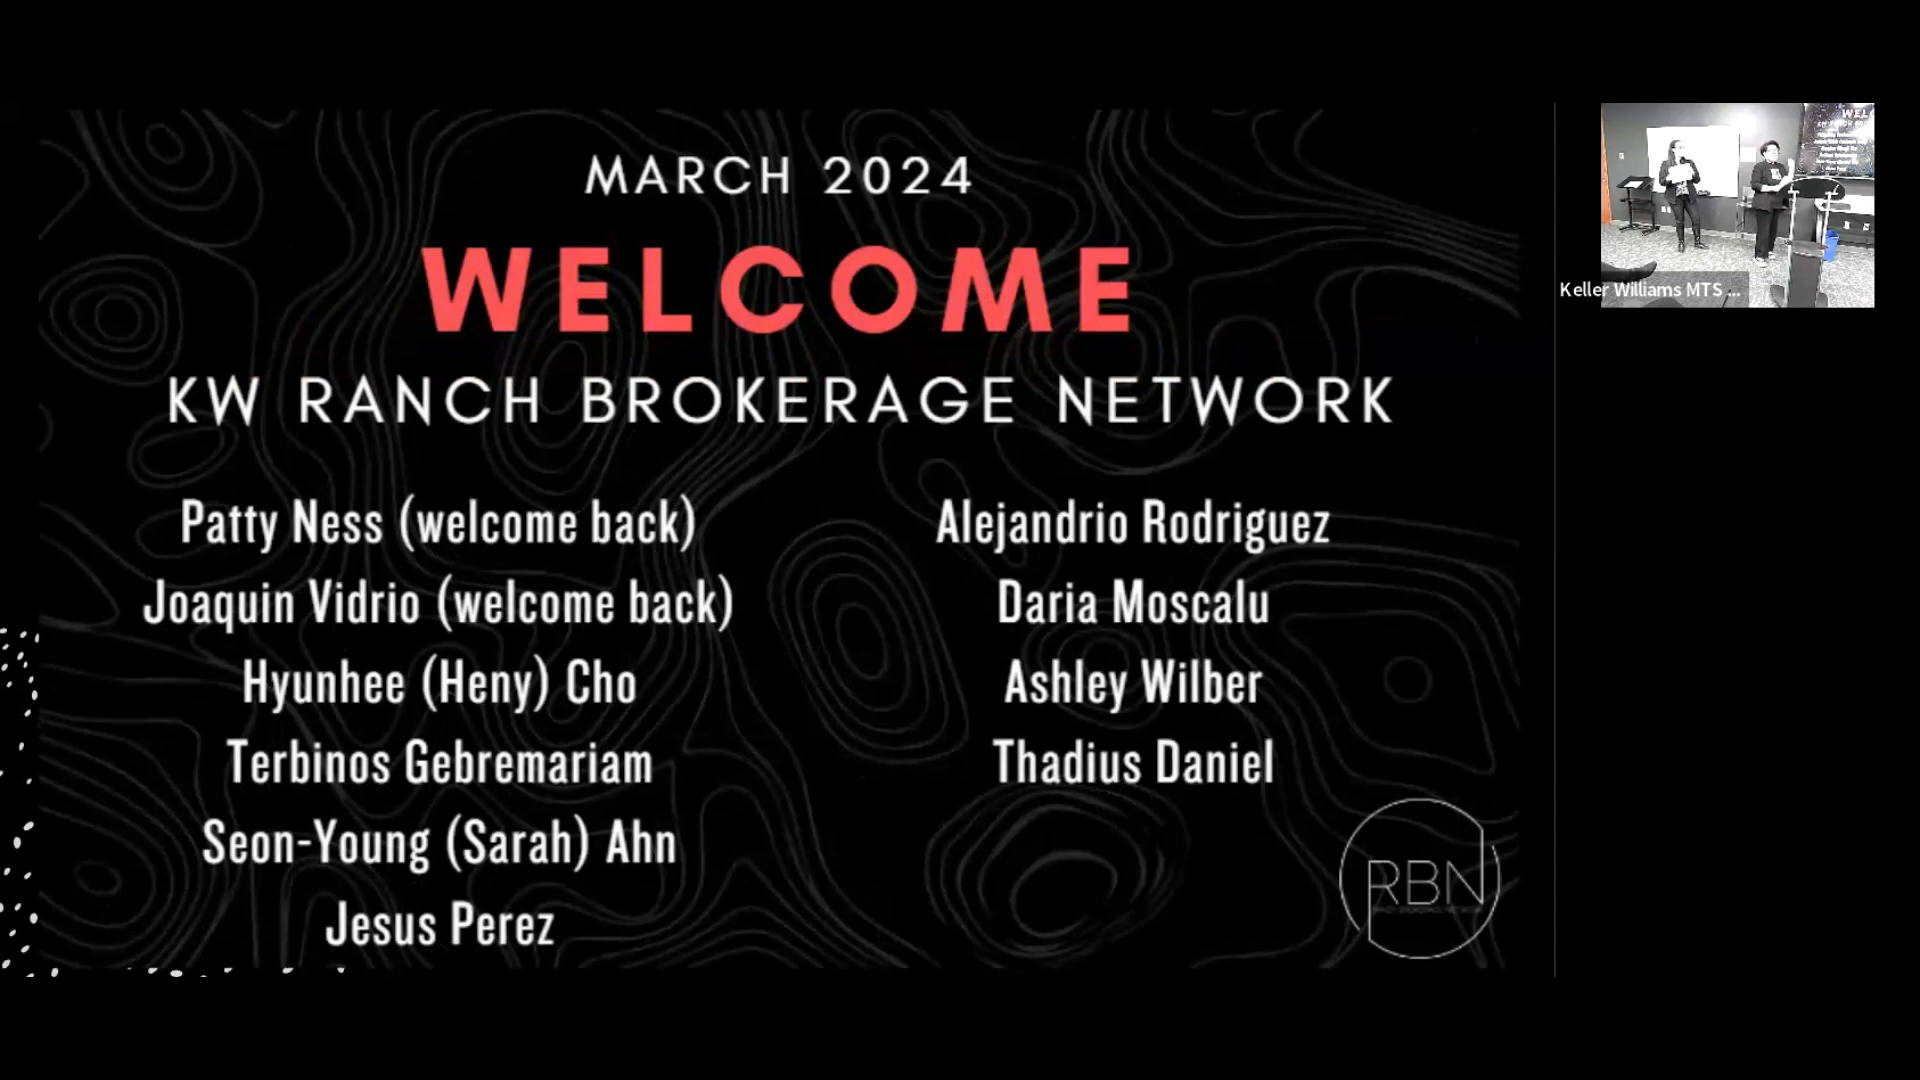 MARCH 2024
WELCOME
KW RANCH BROKERAGE NETWORK
Patty Ness (welcome back)
Joaquin Vidrio (welcome back)
Hyunhee (Heny) Cho
Terbinos Gebremariam
Seon-Young (Sarah) Ahn
Jesus Perez
Alejandrio Rodriguez
Daria Moscalu
Ashley Wilber
Thadius Daniel
RBN
WEL
Keller Williams MTS ...